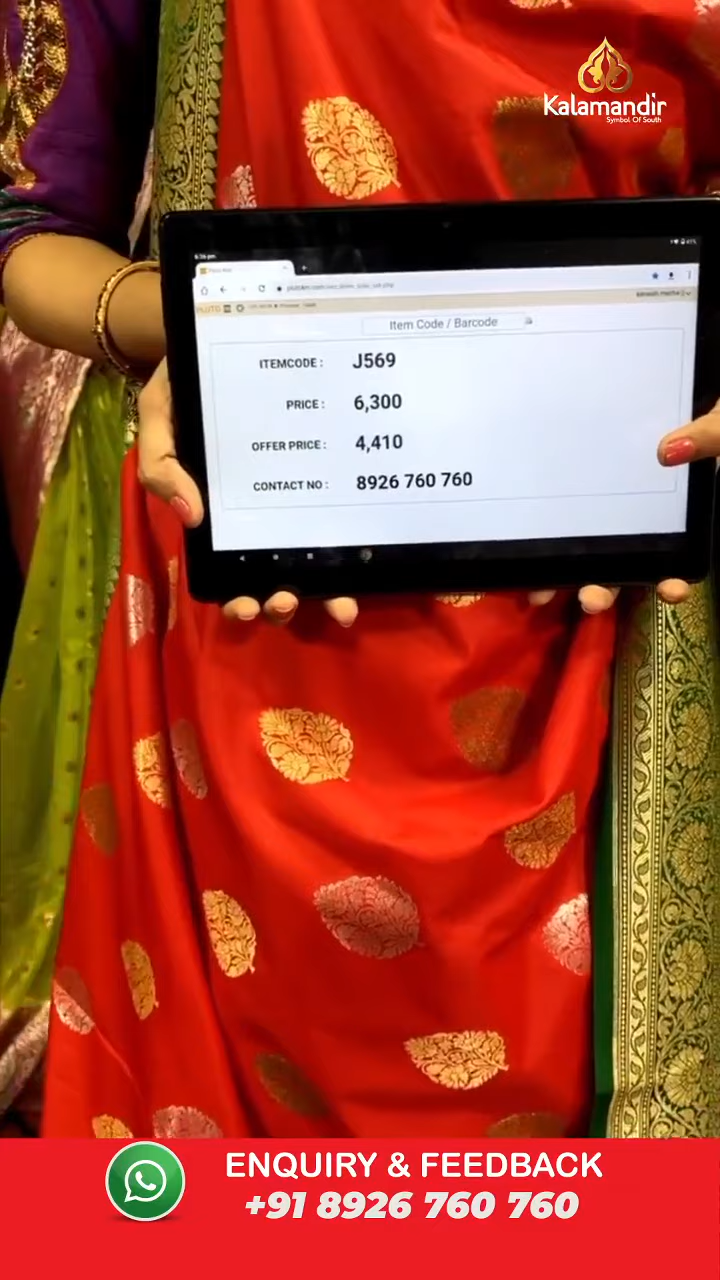 Kalamandir
Symbol Of South
Item Code / Barcode
ITEMCODE : J569
PRICE : 6,300
OFFER PRICE : 4,410
CONTACT NO : 8926 760 760
ENQUIRY & FEEDBACK
+91 8926 760 760